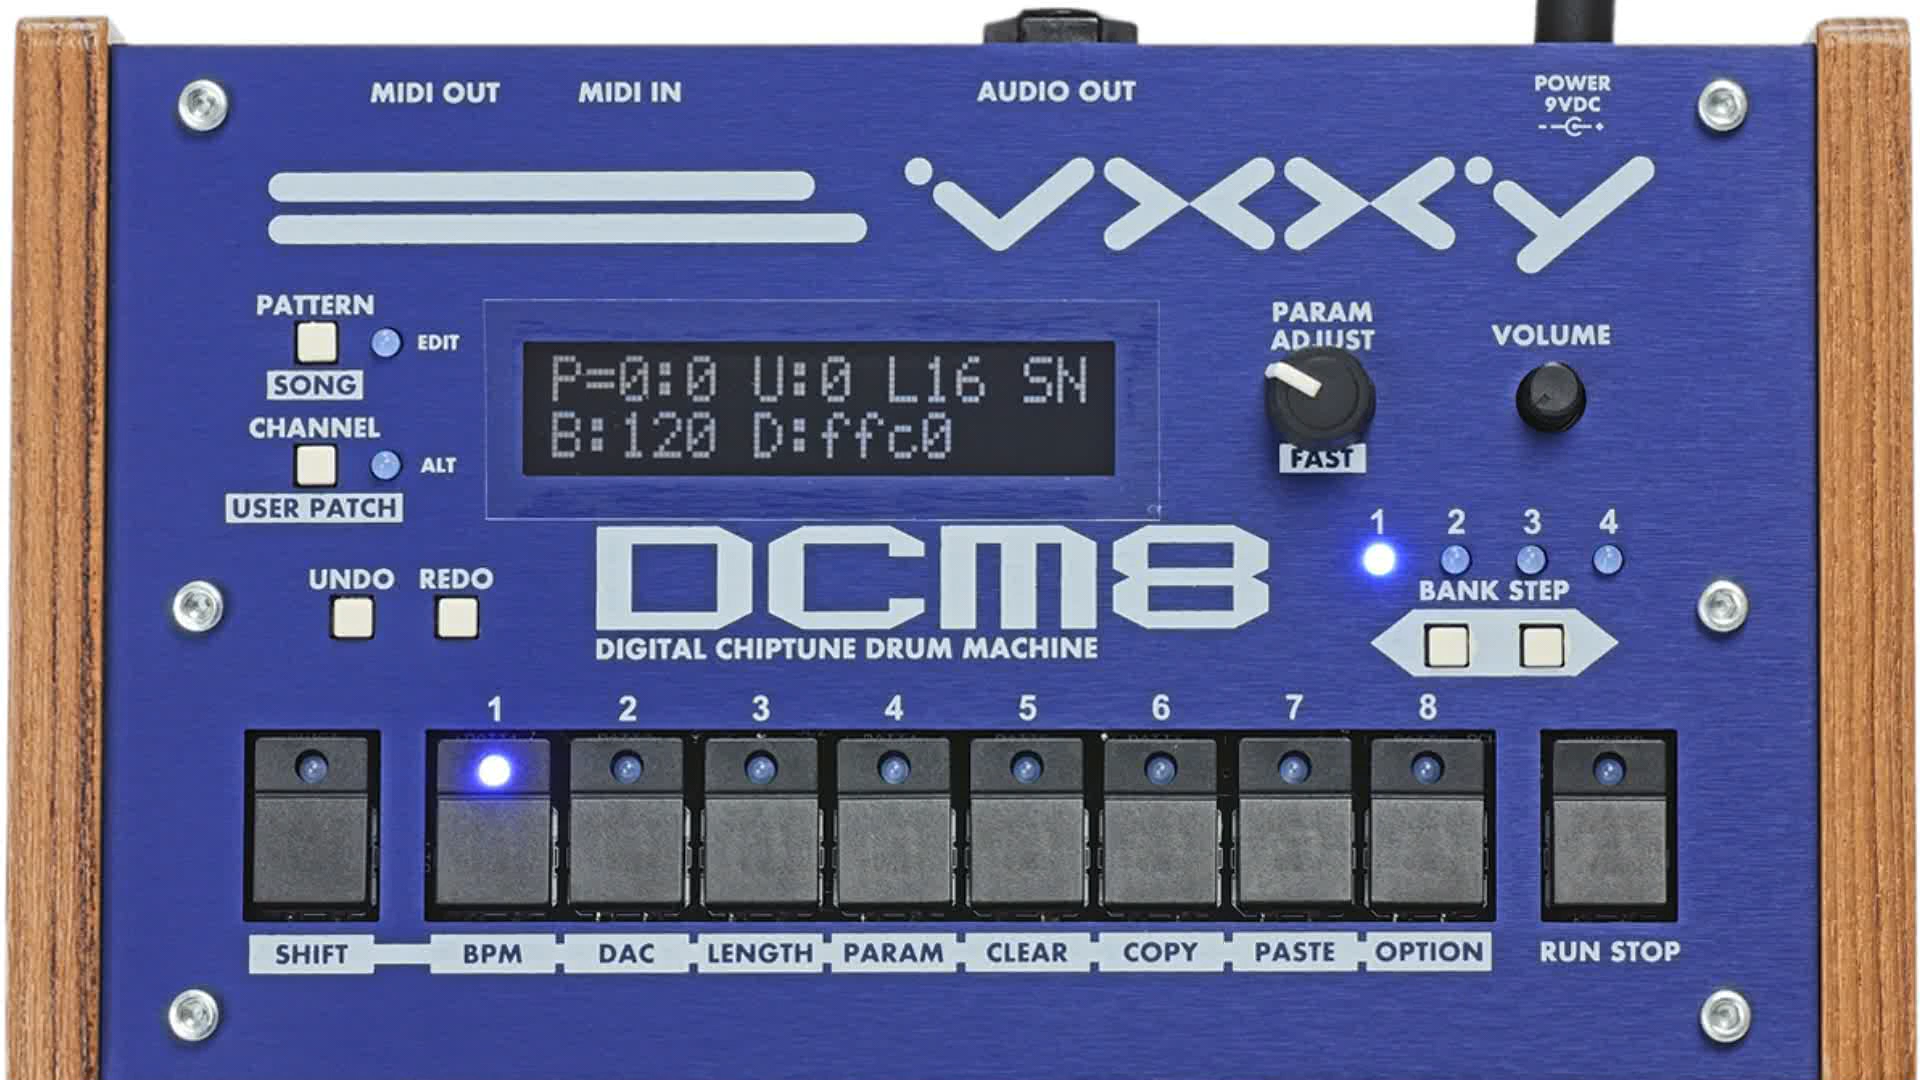 MIDI OUT MIDI IN AUDIO OUT POWER
9VDC
VXXY
PATTERN
EDIT
SONG
CHANNEL
ALT
USER PATCH
P=0:0 U:0 L16 SN
B:120 D:ffc0
PARAM
ADJUST
FAST
VOLUME
UNDO REDO
DCM8
DIGITAL CHIPTUNE DRUM MACHINE
1 2 3 4
BANK STEP
1 2 3 4 5 6 7 8
SHIFT BPM DAC LENGTH PARAM CLEAR COPY PASTE OPTION RUN STOP